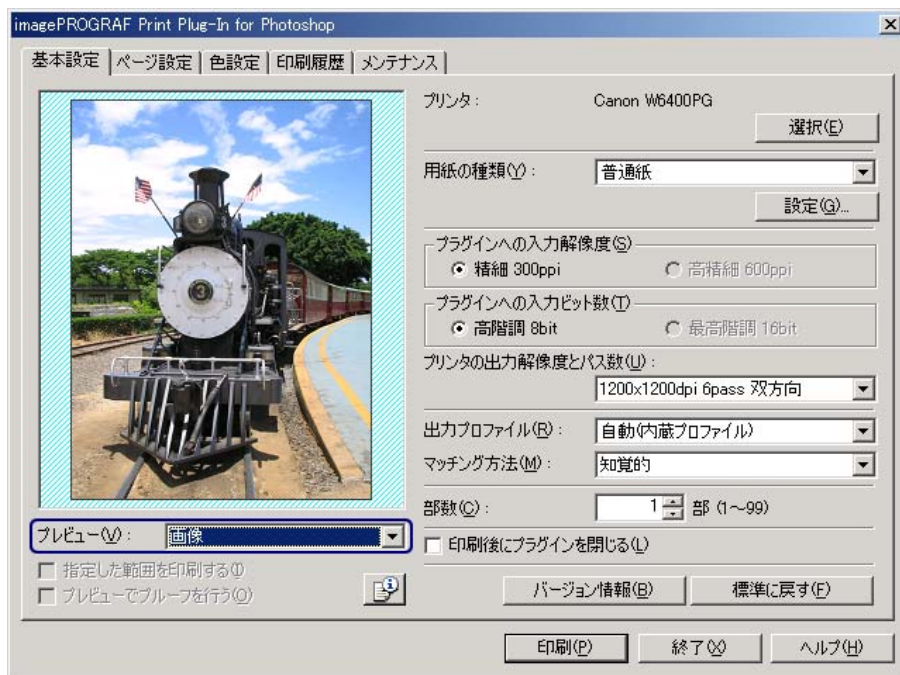 imagePROGRAF Print Plug-In for Photoshop
基本設定 ページ設定 色設定 印刷履歴 メンテナンス
プリンタ： Canon W6400PG
選択(E)
用紙の種類(Y)： 普通紙
設定(G)...
プラグインへの入力解像度(S)
精細 300ppi 高精細 600ppi
プラグインへの入力ビット数(T)
高階調 8bit 最高階調 16bit
プリンタの出力解像度とパス数(U)：
1200x1200dpi 6pass 双方向
出力プロファイル(R)： 自動(内蔵プロファイル)
マッチング方法(M)： 知覚的
部数(C)： 1 部 (1～99)
プレビュー(V)： 画像
印刷後にプラグインを閉じる(L)
指定した範囲を印刷する(I)
プレビューでプルーフを行う(O)
バージョン情報(B) 標準に戻す(F)
印刷(P) 終了(X) ヘルプ(H)
3